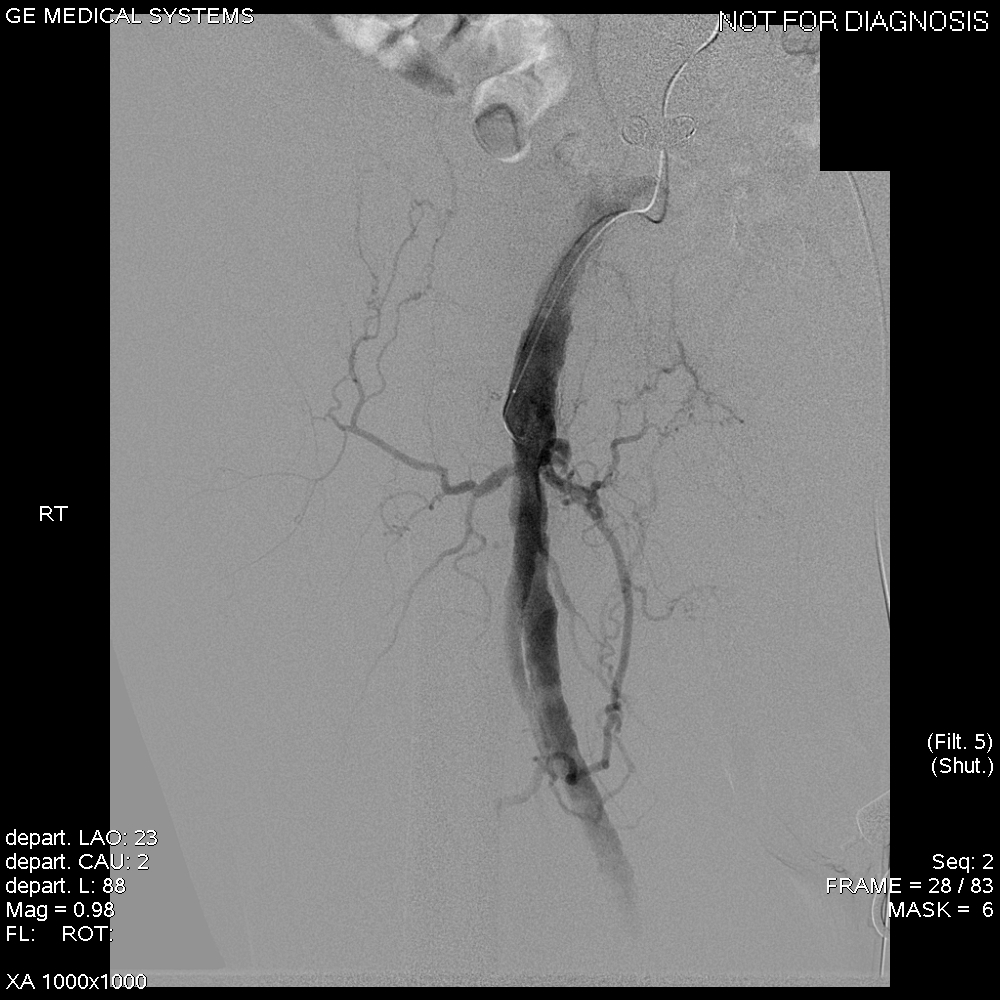 GE MEDICAL SYSTEMS
NOT FOR DIAGNOSIS
RT
(Filt. 5)
(Shut.)
depart. LAO: 23
depart. CAU: 2
depart. L: 88
Mag = 0.98
FL: ROT:
Seq: 2
FRAME = 28 / 83
MASK = 6
XA 1000x1000